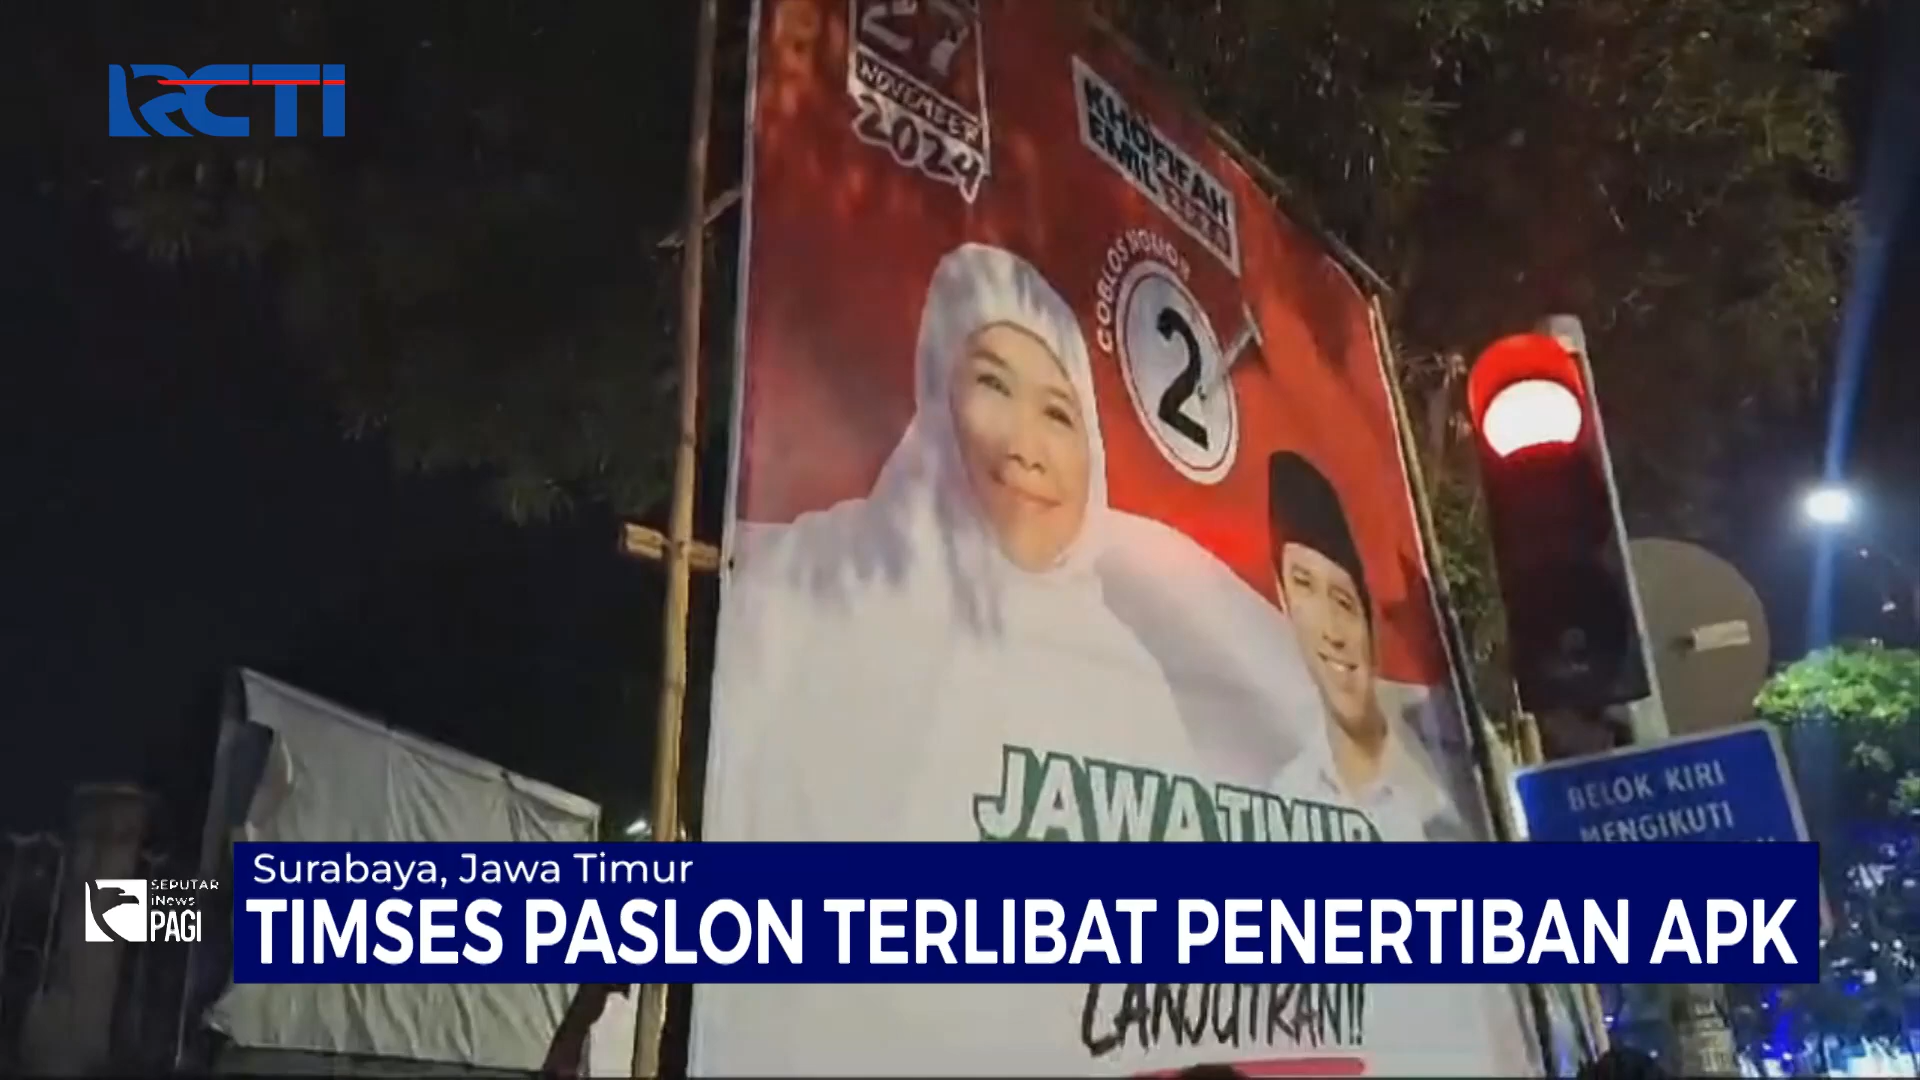 RCTI
27
NOVEMBER
2024
KHOFIFAH
EMIL
COBLOS NOMOR
2
JAWA TIMUR
LANJUTKAN!!
BELOK KIRI
MENGIKUTI
Surabaya, Jawa Timur
TIMSES PASLON TERLIBAT PENERTIBAN APK
SEPUTAR
iNews
PAGI